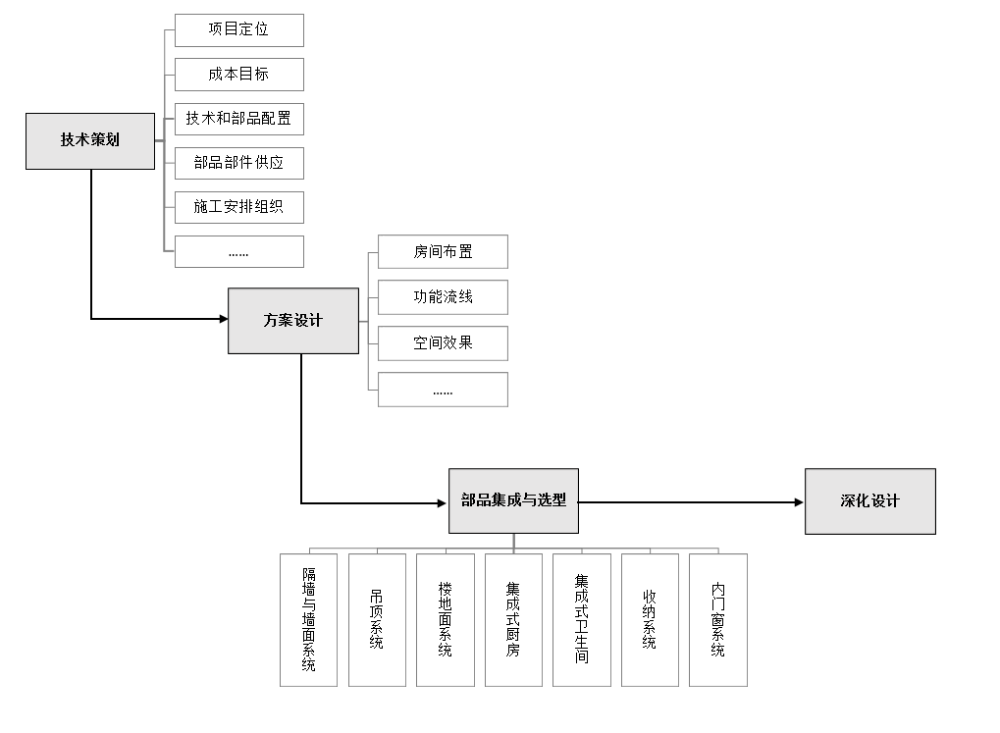 项目定位
成本目标
技术和部品配置
技术策划
部品部件供应
施工安排组织
......
房间布置
功能流线
方案设计
空间效果
......
部品集成与选型
深化设计
隔墙与墙面系统
吊顶系统
楼地面系统
集成式厨房
集成式卫生间
收纳系统
内门窗系统